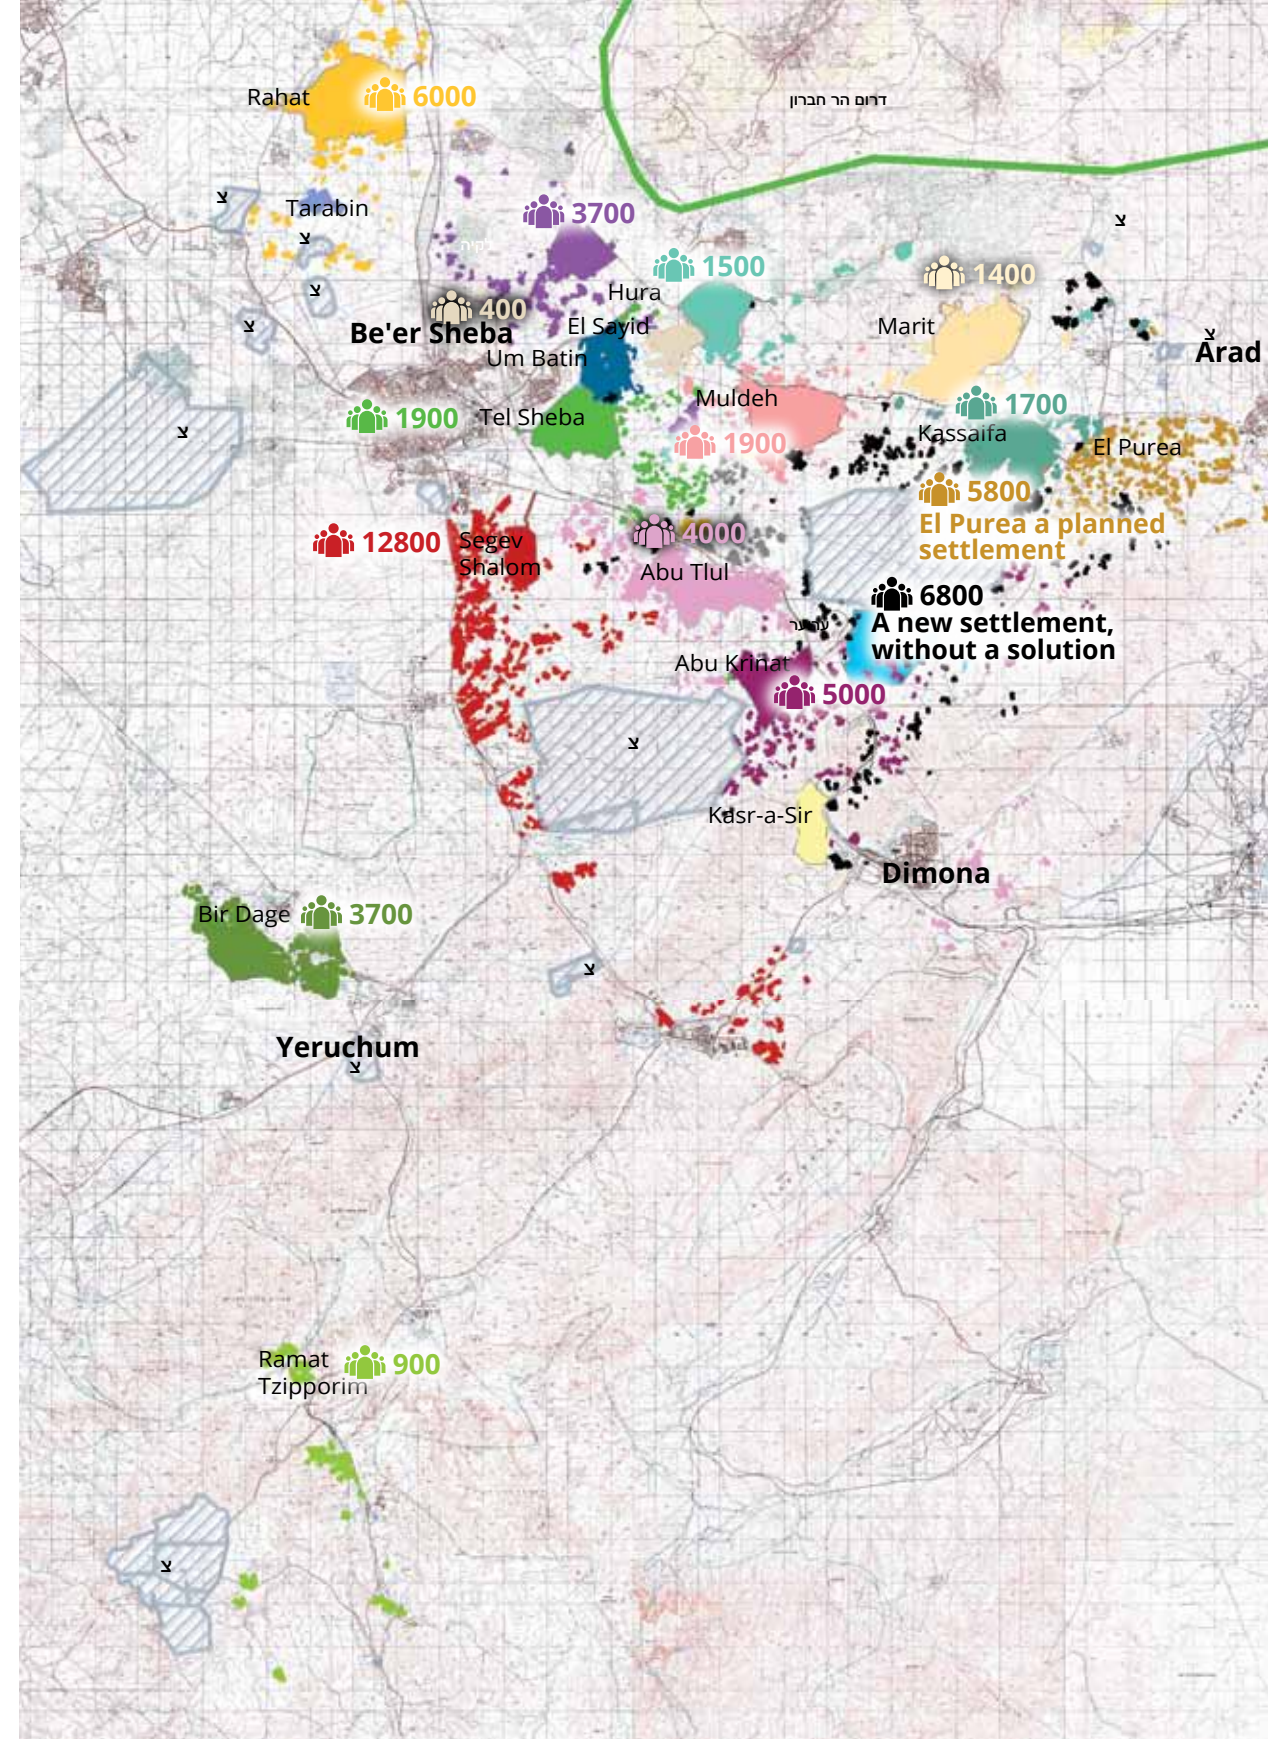 Rahat
6000
דרום הר חברון
צ
Tarabin
3700
צ
צ
לקיה
1500
1400
צ
Hura
400
El Sayid
Marit
צ
Be'er Sheba
צ
Arad
Um Batin
Muldeh
1700
1900
Tel Sheba
Kassaifa
צ
1900
El Purea
5800
El Purea a planned
settlement
12800
Segev
Shalom
4000
Abu Tlul
6800
A new settlement,
without a solution
ערער
Abu Krinat
5000
צ
Kasr-a-Sir
Dimona
Bir Dage
3700
צ
Yeruchum
צ
Ramat
Tzipporim
900
צ